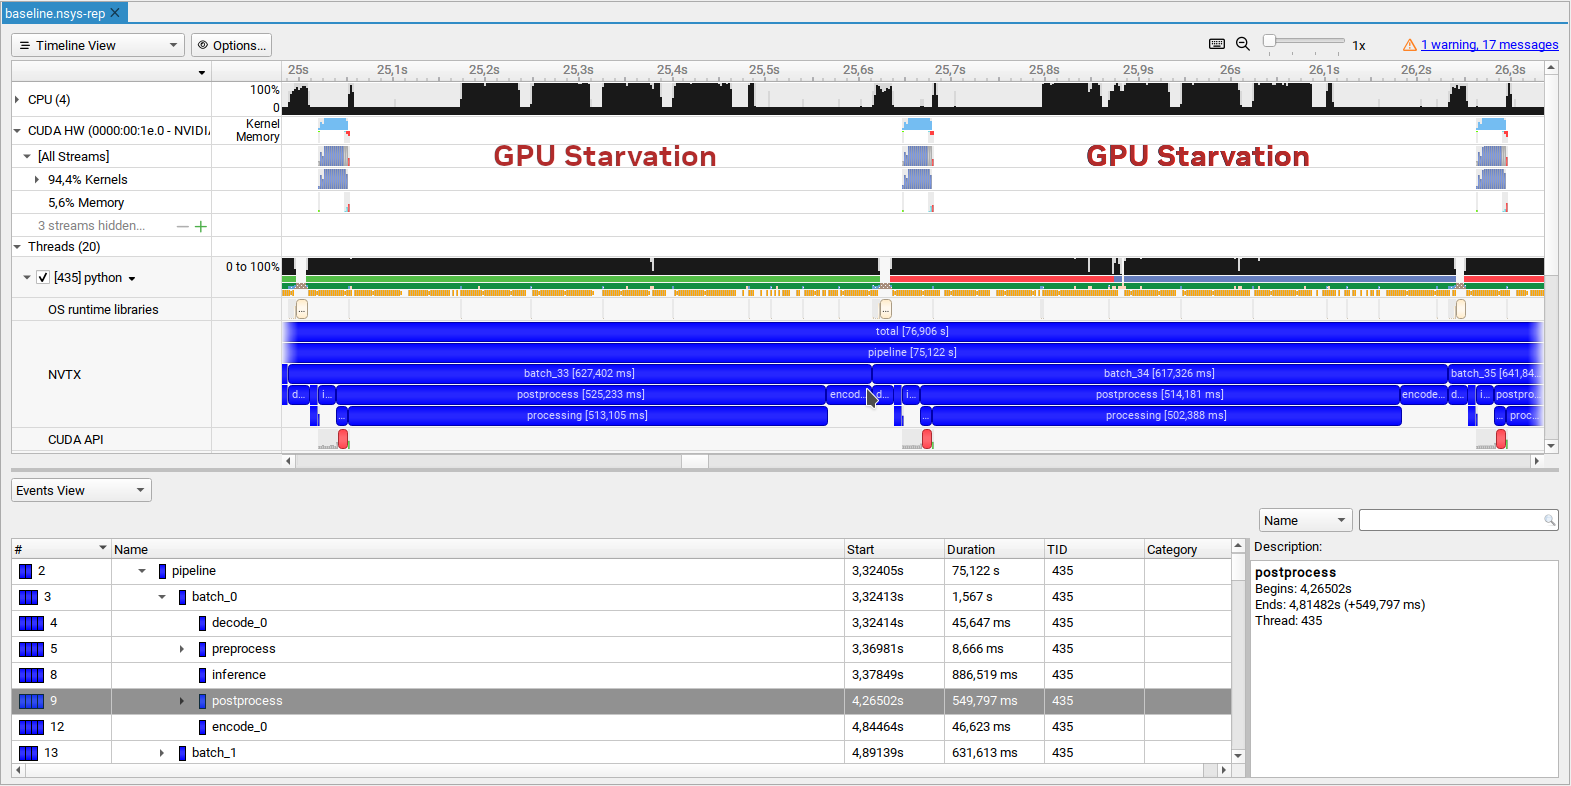 baseline.nsys-rep
Timeline View
Options...
1x
1 warning, 17 messages
25s 25,1s 25,2s 25,3s 25,4s 25,5s 25,6s 25,7s 25,8s 25,9s 26s 26,1s 26,2s 26,3s
CPU (4)
100%
0
CUDA HW (0000:00:1e.0 - NVIDI
Kernel
Memory
[All Streams]
GPU Starvation GPU Starvation
94,4% Kernels
5,6% Memory
3 streams hidden...
Threads (20)
[435] python
0 to 100%
OS runtime libraries
... ...
NVTX
total [76,906 s]
pipeline [75,122 s]
batch_33 [627,402 ms] batch_34 [617,326 ms] batch_35 [641,84...
d... i... postprocess [525,233 ms] encod... d... i... postprocess [514,181 ms] encode... d... i... postpro...
... processing [513,105 ms] ... processing [502,388 ms] ... proc...
CUDA API
Events View
Name
# Name Start Duration TID Category
2 pipeline 3,32405s 75,122 s 435
3 batch_0 3,32413s 1,567 s 435
4 decode_0 3,32414s 45,647 ms 435
5 preprocess 3,36981s 8,666 ms 435
8 inference 3,37849s 886,519 ms 435
9 postprocess 4,26502s 549,797 ms 435
12 encode_0 4,84464s 46,623 ms 435
13 batch_1 4,89139s 631,613 ms 435
Description:
postprocess
Begins: 4,26502s
Ends: 4,81482s (+549,797 ms)
Thread: 435